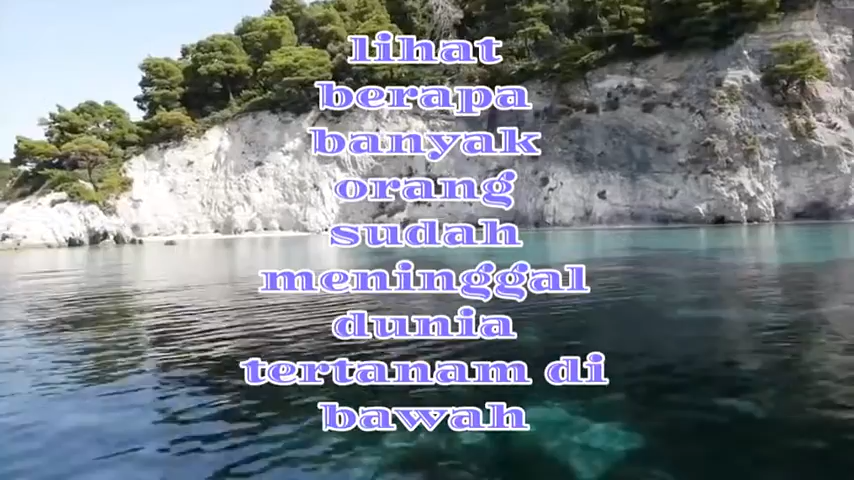 lihat
berapa
banyak
orang
sudah
meninggal
dunia
tertanam di
bawah